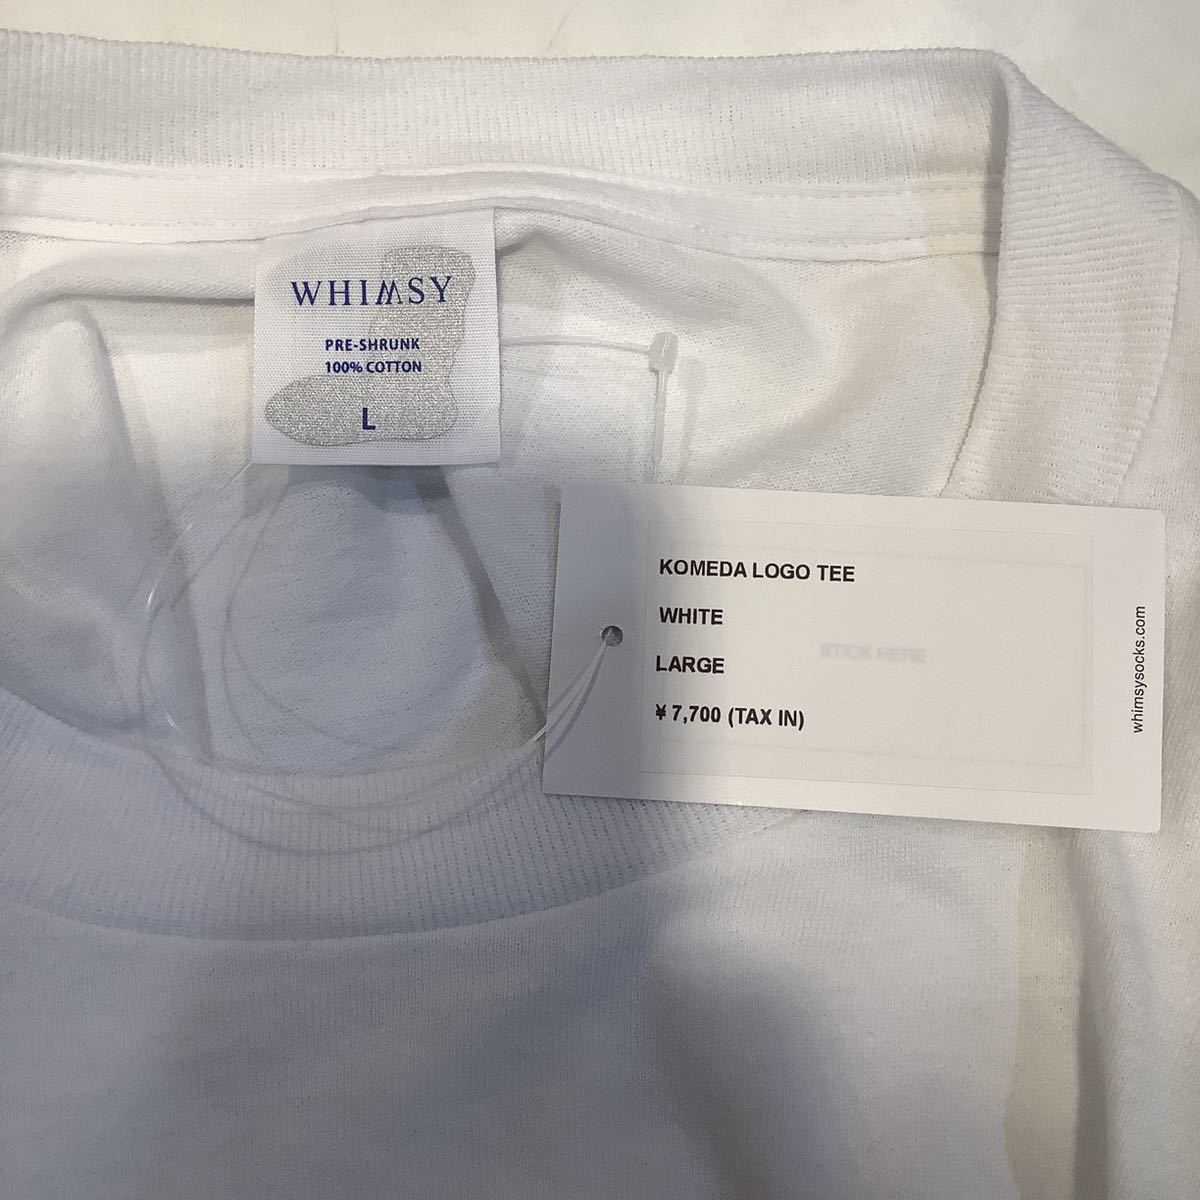 WHIMSY
PRE-SHRUNK
100% COTTON
L
KOMEDA LOGO TEE
WHITE
STICK HERE
LARGE
¥7,700 (TAX IN)
whimsysocks.com